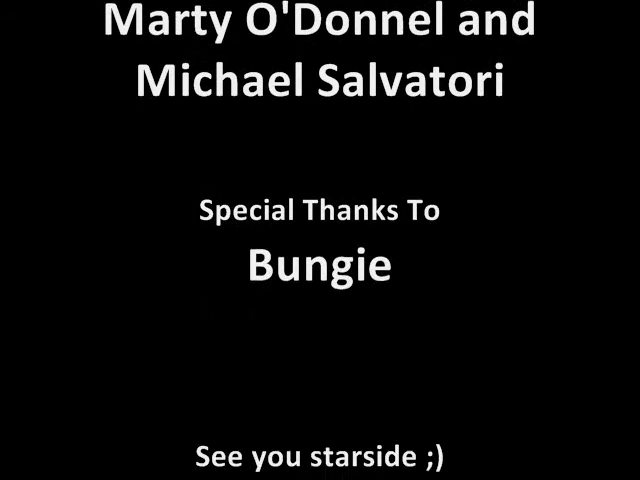 Marty O'Donnel and
Michael Salvatori
Special Thanks To
Bungie
See you starside ;)